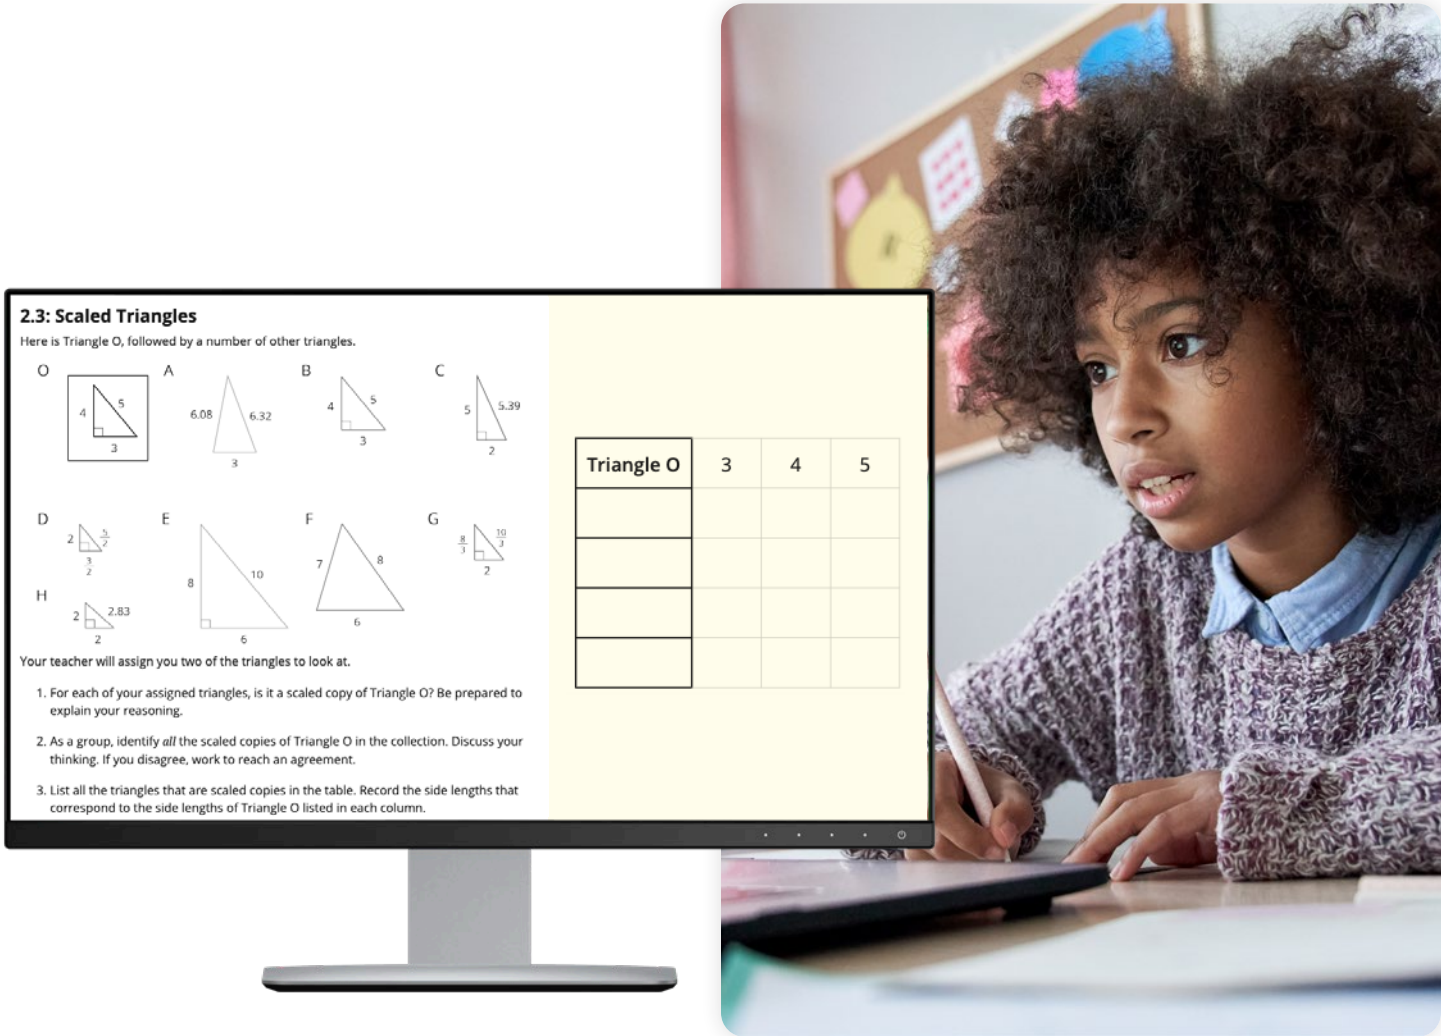 2.3: Scaled Triangles
Here is Triangle O, followed by a number of other triangles.
O
4
5
3
A
6.08
6.32
3
B
4
5
3
C
5
5.39
2
D
2
5/2
3/2
E
8
10
6
F
7
8
6
G
8/3
10/3
2
H
2
2.83
2
Your teacher will assign you two of the triangles to look at.
1. For each of your assigned triangles, is it a scaled copy of Triangle O? Be prepared to
explain your reasoning.
2. As a group, identify all the scaled copies of Triangle O in the collection. Discuss your
thinking. If you disagree, work to reach an agreement.
3. List all the triangles that are scaled copies in the table. Record the side lengths that
correspond to the side lengths of Triangle O listed in each column.
Triangle O 3 4 5